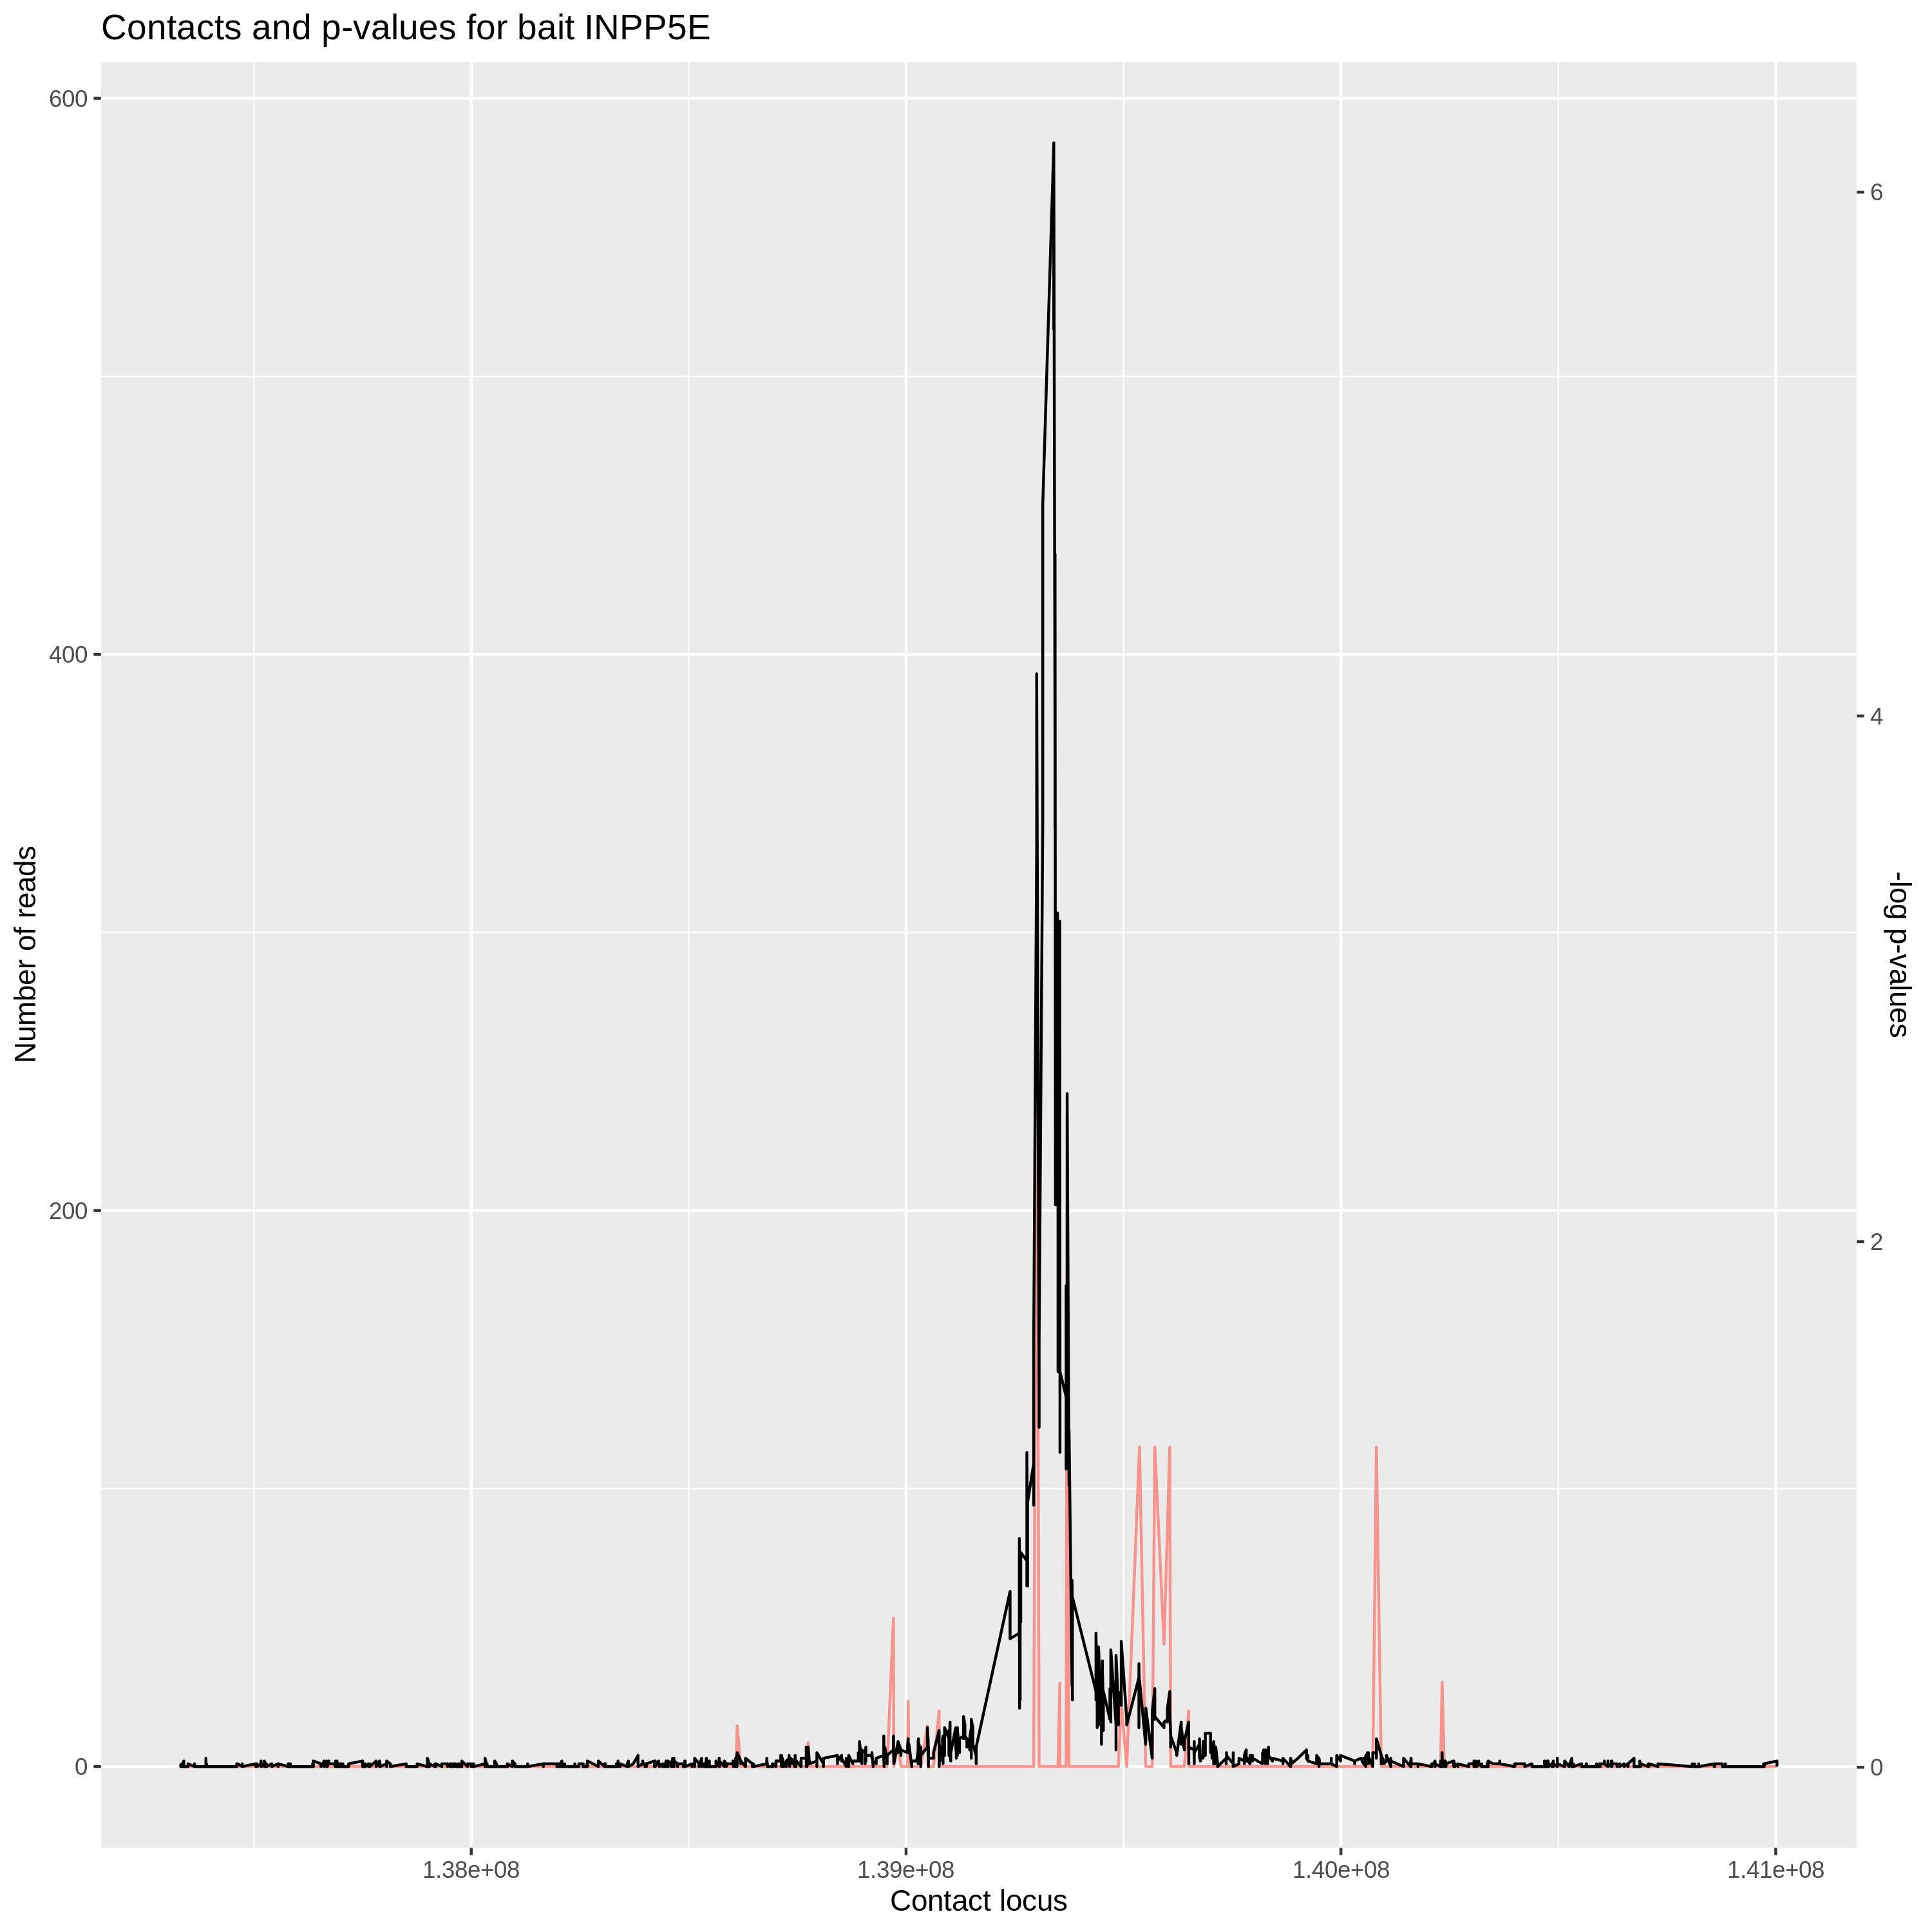 Contacts and p-values for bait INPP5E
600
400
200
0
Number of reads
6
4
2
0
-log p-values
1.38e+08
1.39e+08
1.40e+08
1.41e+08
Contact locus